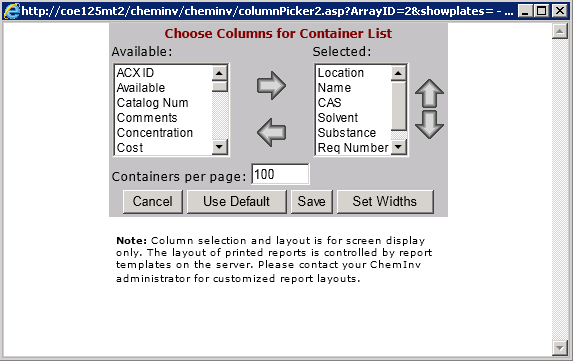 http://coe125mt2/cheminv/cheminv/columnPicker2.asp?ArrayID=2&showplates= - ...
Choose Columns for Container List
Available: Selected:
ACX ID
Available
Catalog Num
Comments
Concentration
Cost
Location
Name
CAS
Solvent
Substance
Req Number
Containers per page: 100
Cancel Use Default Save Set Widths
Note: Column selection and layout is for screen display
only. The layout of printed reports is controlled by report
templates on the server. Please contact your ChemInv
administrator for customized report layouts.